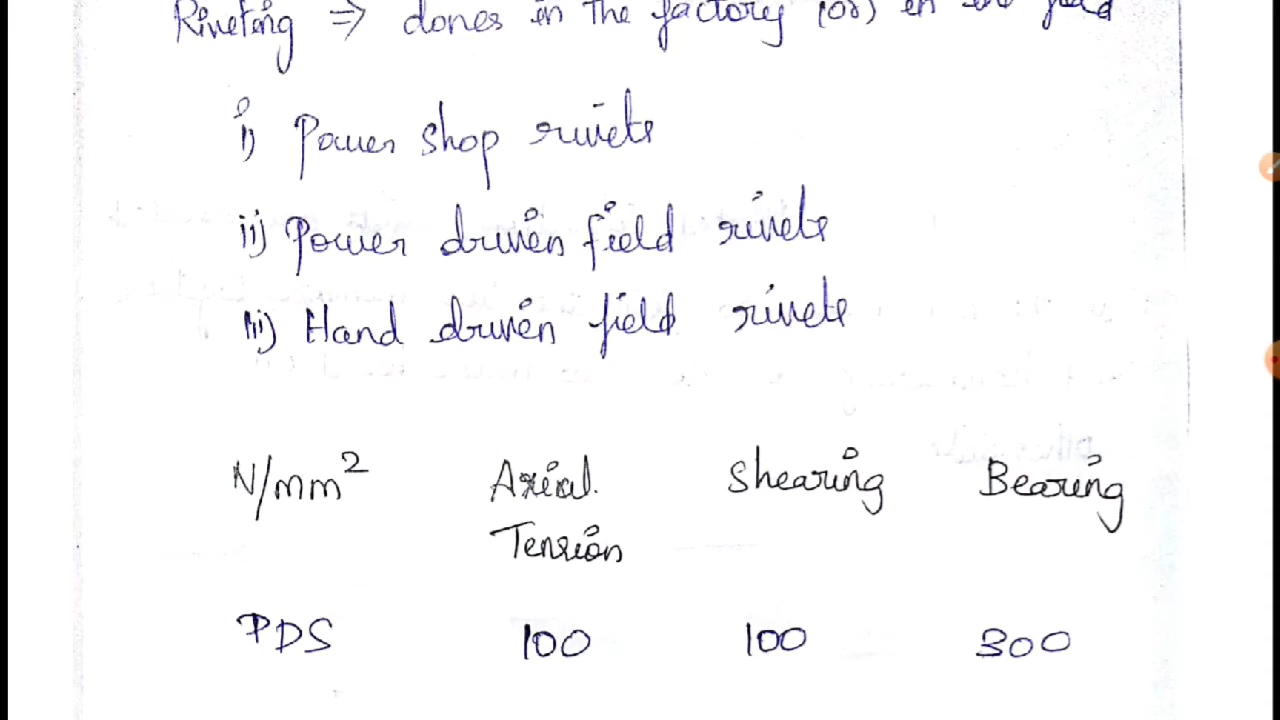 Riveting ⇒ dones in the factory (or) in the field
i) Power shop rivets
ii) Power driven field rivets
iii) Hand driven field rivets
N/mm² Axial Shearing Bearing
Tension
PDS 100 100 300